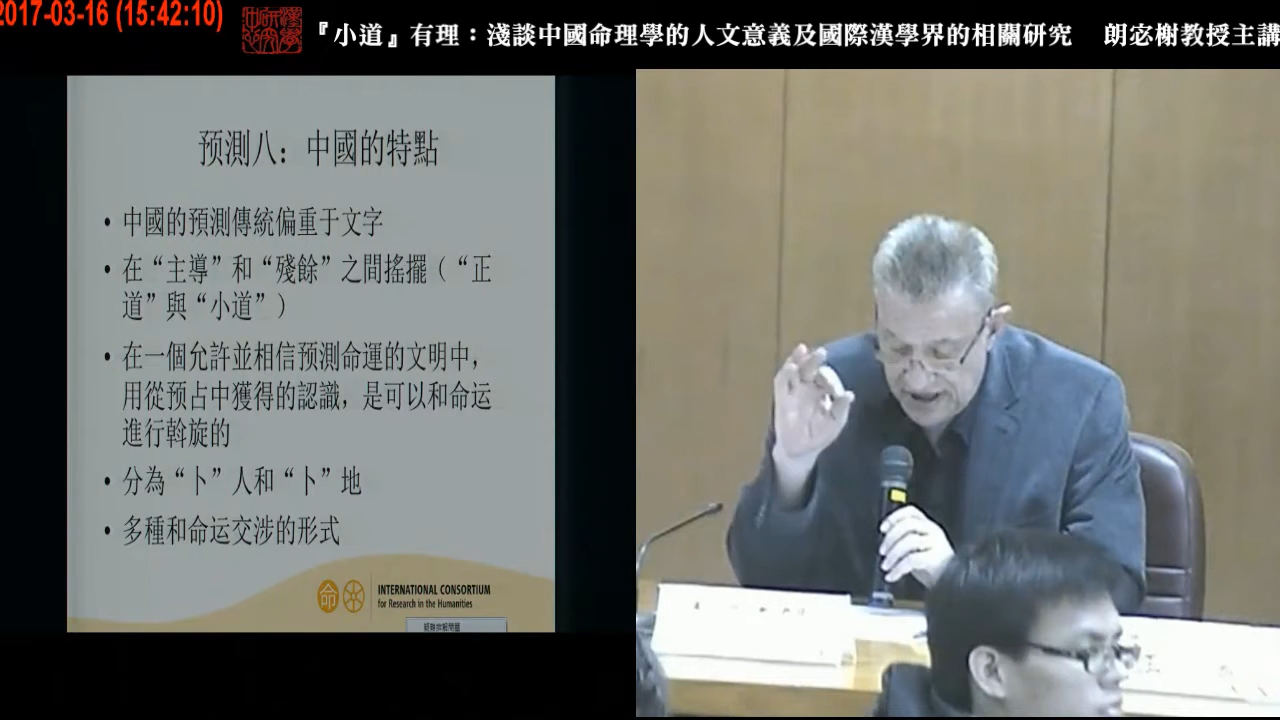 2017-03-16 (15:42:10)
『小道』有理：淺談中國命理學的人文意義及國際漢學界的相關研究　朗宓榭教授主講
预測八：中國的特點
• 中國的預測傳統偏重于文字
• 在“主導”和“殘餘”之間搖擺（“正
道”與“小道”）
• 在一個允許並相信预測命運的文明中，
用從预占中獲得的認識，是可以和命运
進行斡旋的
• 分為“卜”人和“卜”地
• 多種和命运交涉的形式
命
INTERNATIONAL CONSORTIUM
for Research in the Humanities